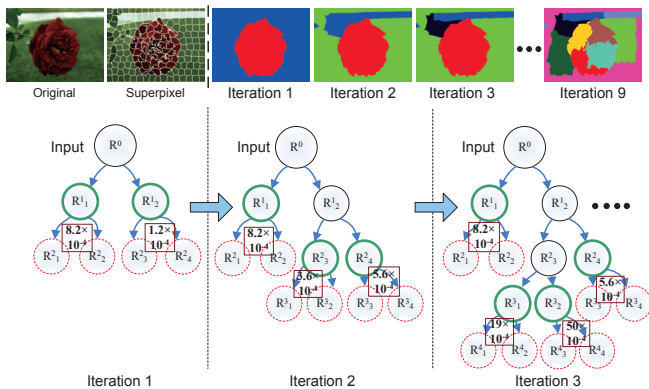 Original
Superpixel
Iteration 1
Iteration 2
Iteration 3
Iteration 9
Input
R⁰
R¹₁
R¹₂
8.2×
10⁻⁴
1.2×
10⁻⁴
R²₁
R²₂
R²₃
R²₄
Iteration 1
Input
R⁰
R¹₁
R¹₂
8.2×
10⁻⁴
R²₁
R²₂
R²₃
R²₄
3.6×
10⁻⁴
5.6×
10⁻⁴
R³₁
R³₂
R³₃
R³₄
Iteration 2
Input
R⁰
R¹₁
R¹₂
8.2×
10⁻⁴
R²₁
R²₂
R²₃
R²₄
5.6×
10⁻⁴
R³₁
R³₂
R³₃
R³₄
19×
10⁻⁴
50×
10⁻⁴
R⁴₁
R⁴₂
R⁴₃
R⁴₄
Iteration 3